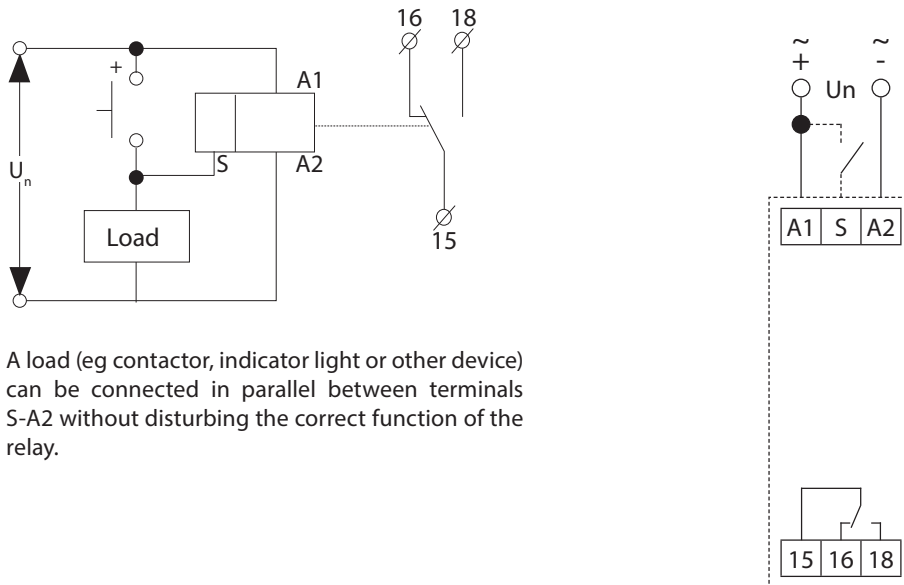 16 18
+
A1
Un
S A2
Load
15
A load (eg contactor, indicator light or other device)
can be connected in parallel between terminals
S-A2 without disturbing the correct function of the
relay.
~ ~
+ -
Un
A1 S A2
15 16 18